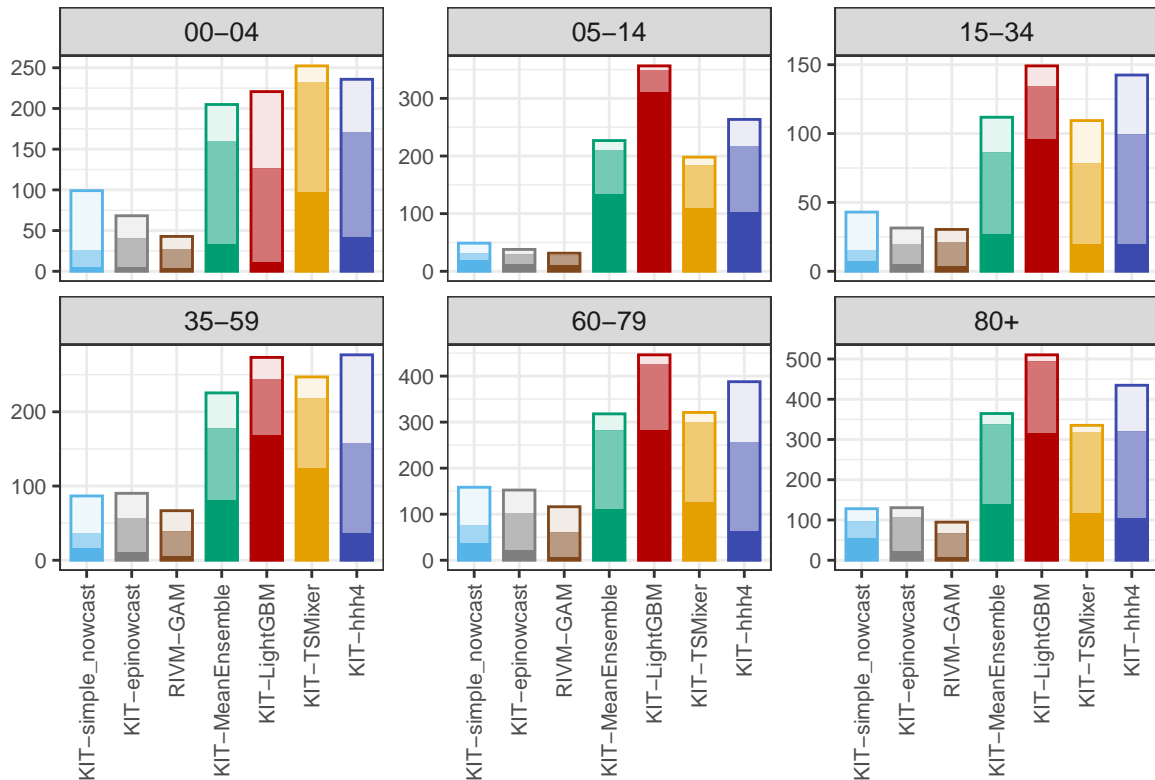 00−04
05−14
15−34
250
200
150
100
50
0
300
200
100
0
150
100
50
0
35−59
60−79
80+
200
100
0
400
300
200
100
0
500
400
300
200
100
0
KIT−simple_nowcast
KIT−epinowcast
RIVM−GAM
KIT−MeanEnsemble
KIT−LightGBM
KIT−TSMixer
KIT−hhh4
KIT−simple_nowcast
KIT−epinowcast
RIVM−GAM
KIT−MeanEnsemble
KIT−LightGBM
KIT−TSMixer
KIT−hhh4
KIT−simple_nowcast
KIT−epinowcast
RIVM−GAM
KIT−MeanEnsemble
KIT−LightGBM
KIT−TSMixer
KIT−hhh4